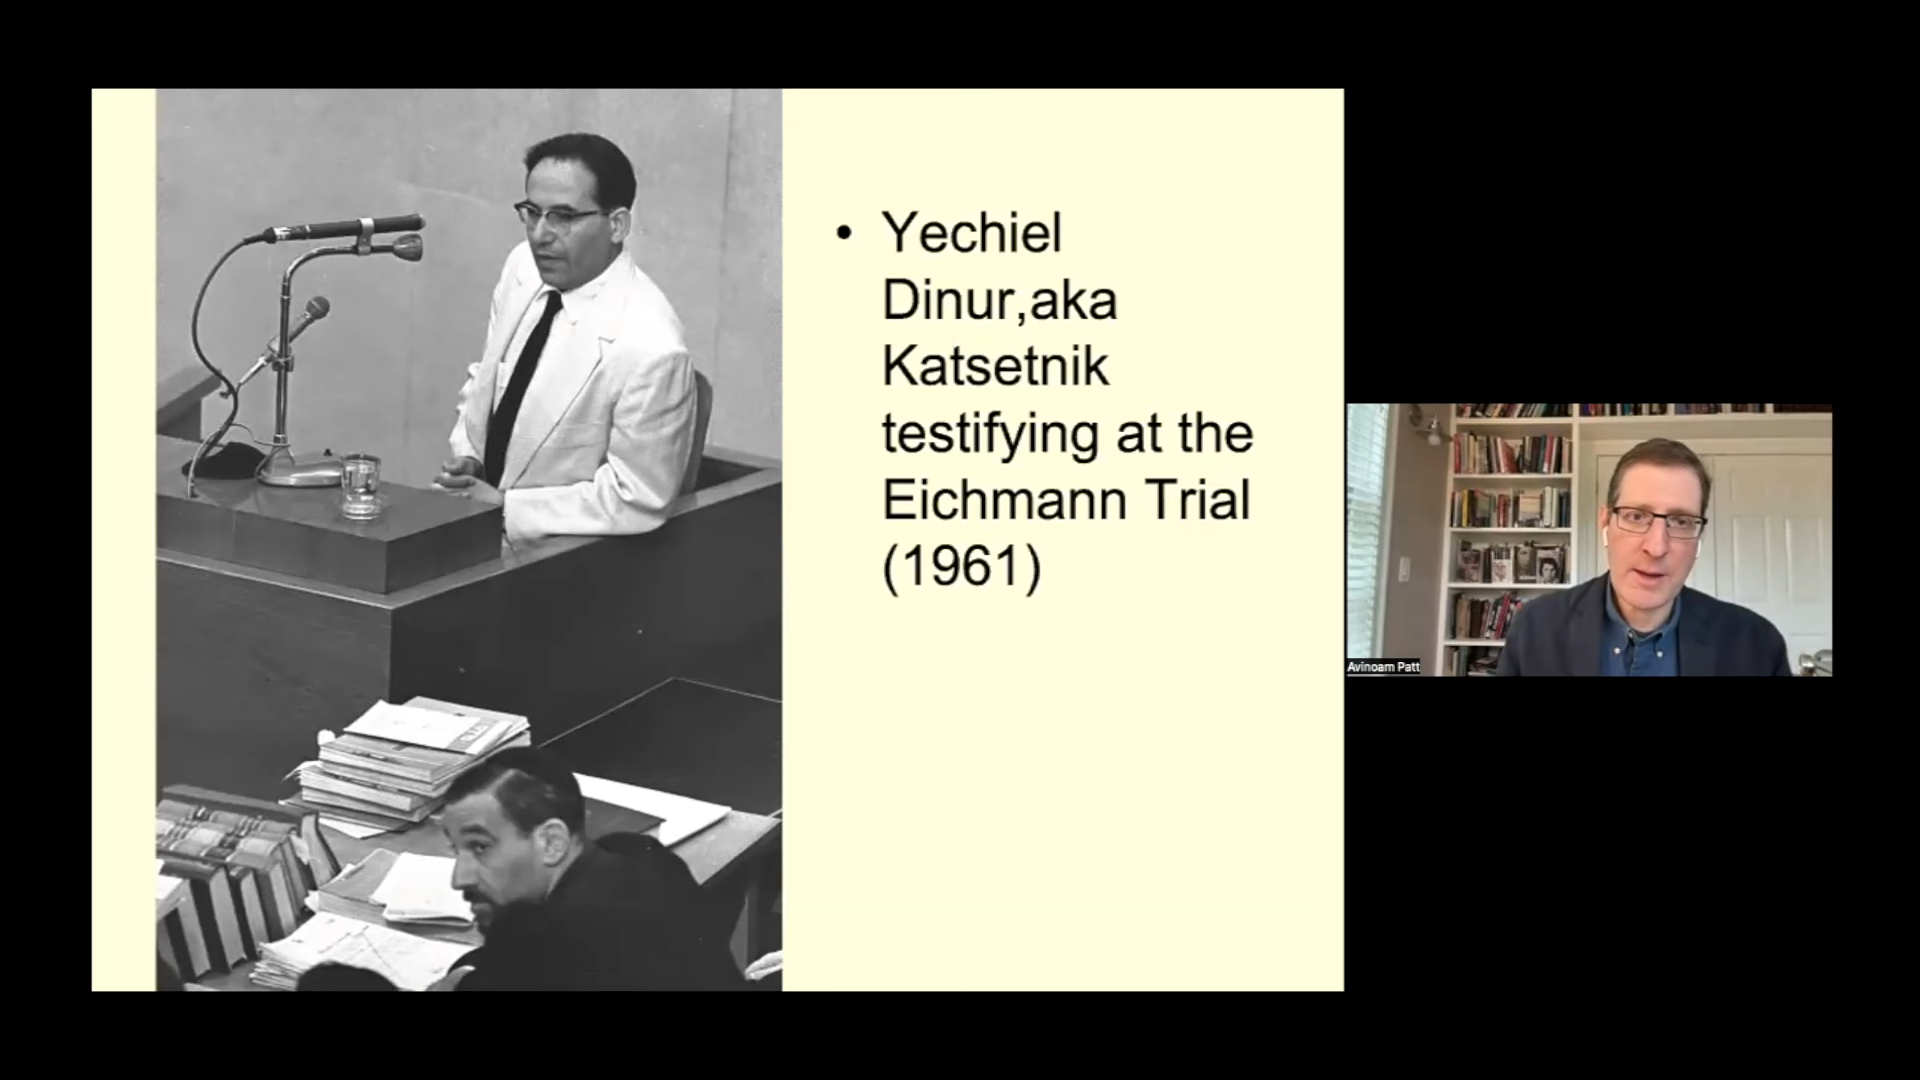 • Yechiel
Dinur,aka
Katsetnik
testifying at the
Eichmann Trial
(1961)
Avinoam Patt